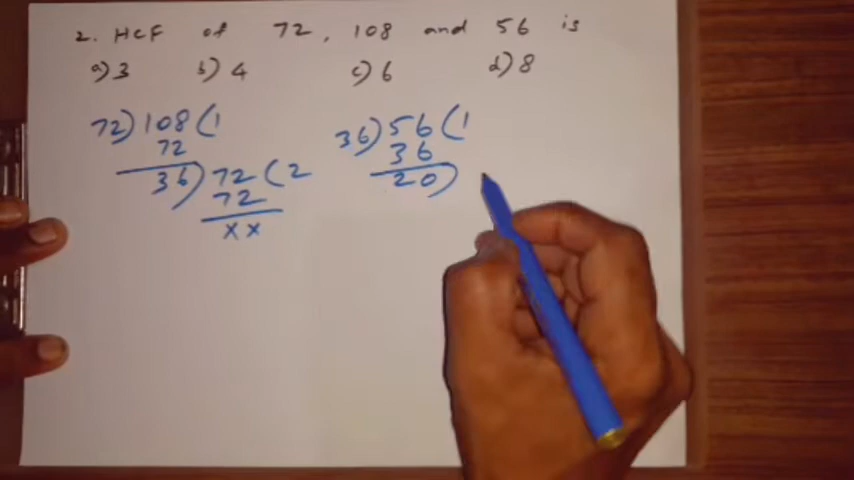 2. HCF of 72, 108 and 56 is
a) 3 b) 4 c) 6 d) 8
72) 108 (1
72
36) 72 (2
72
x x
36) 56 (1
36
20)